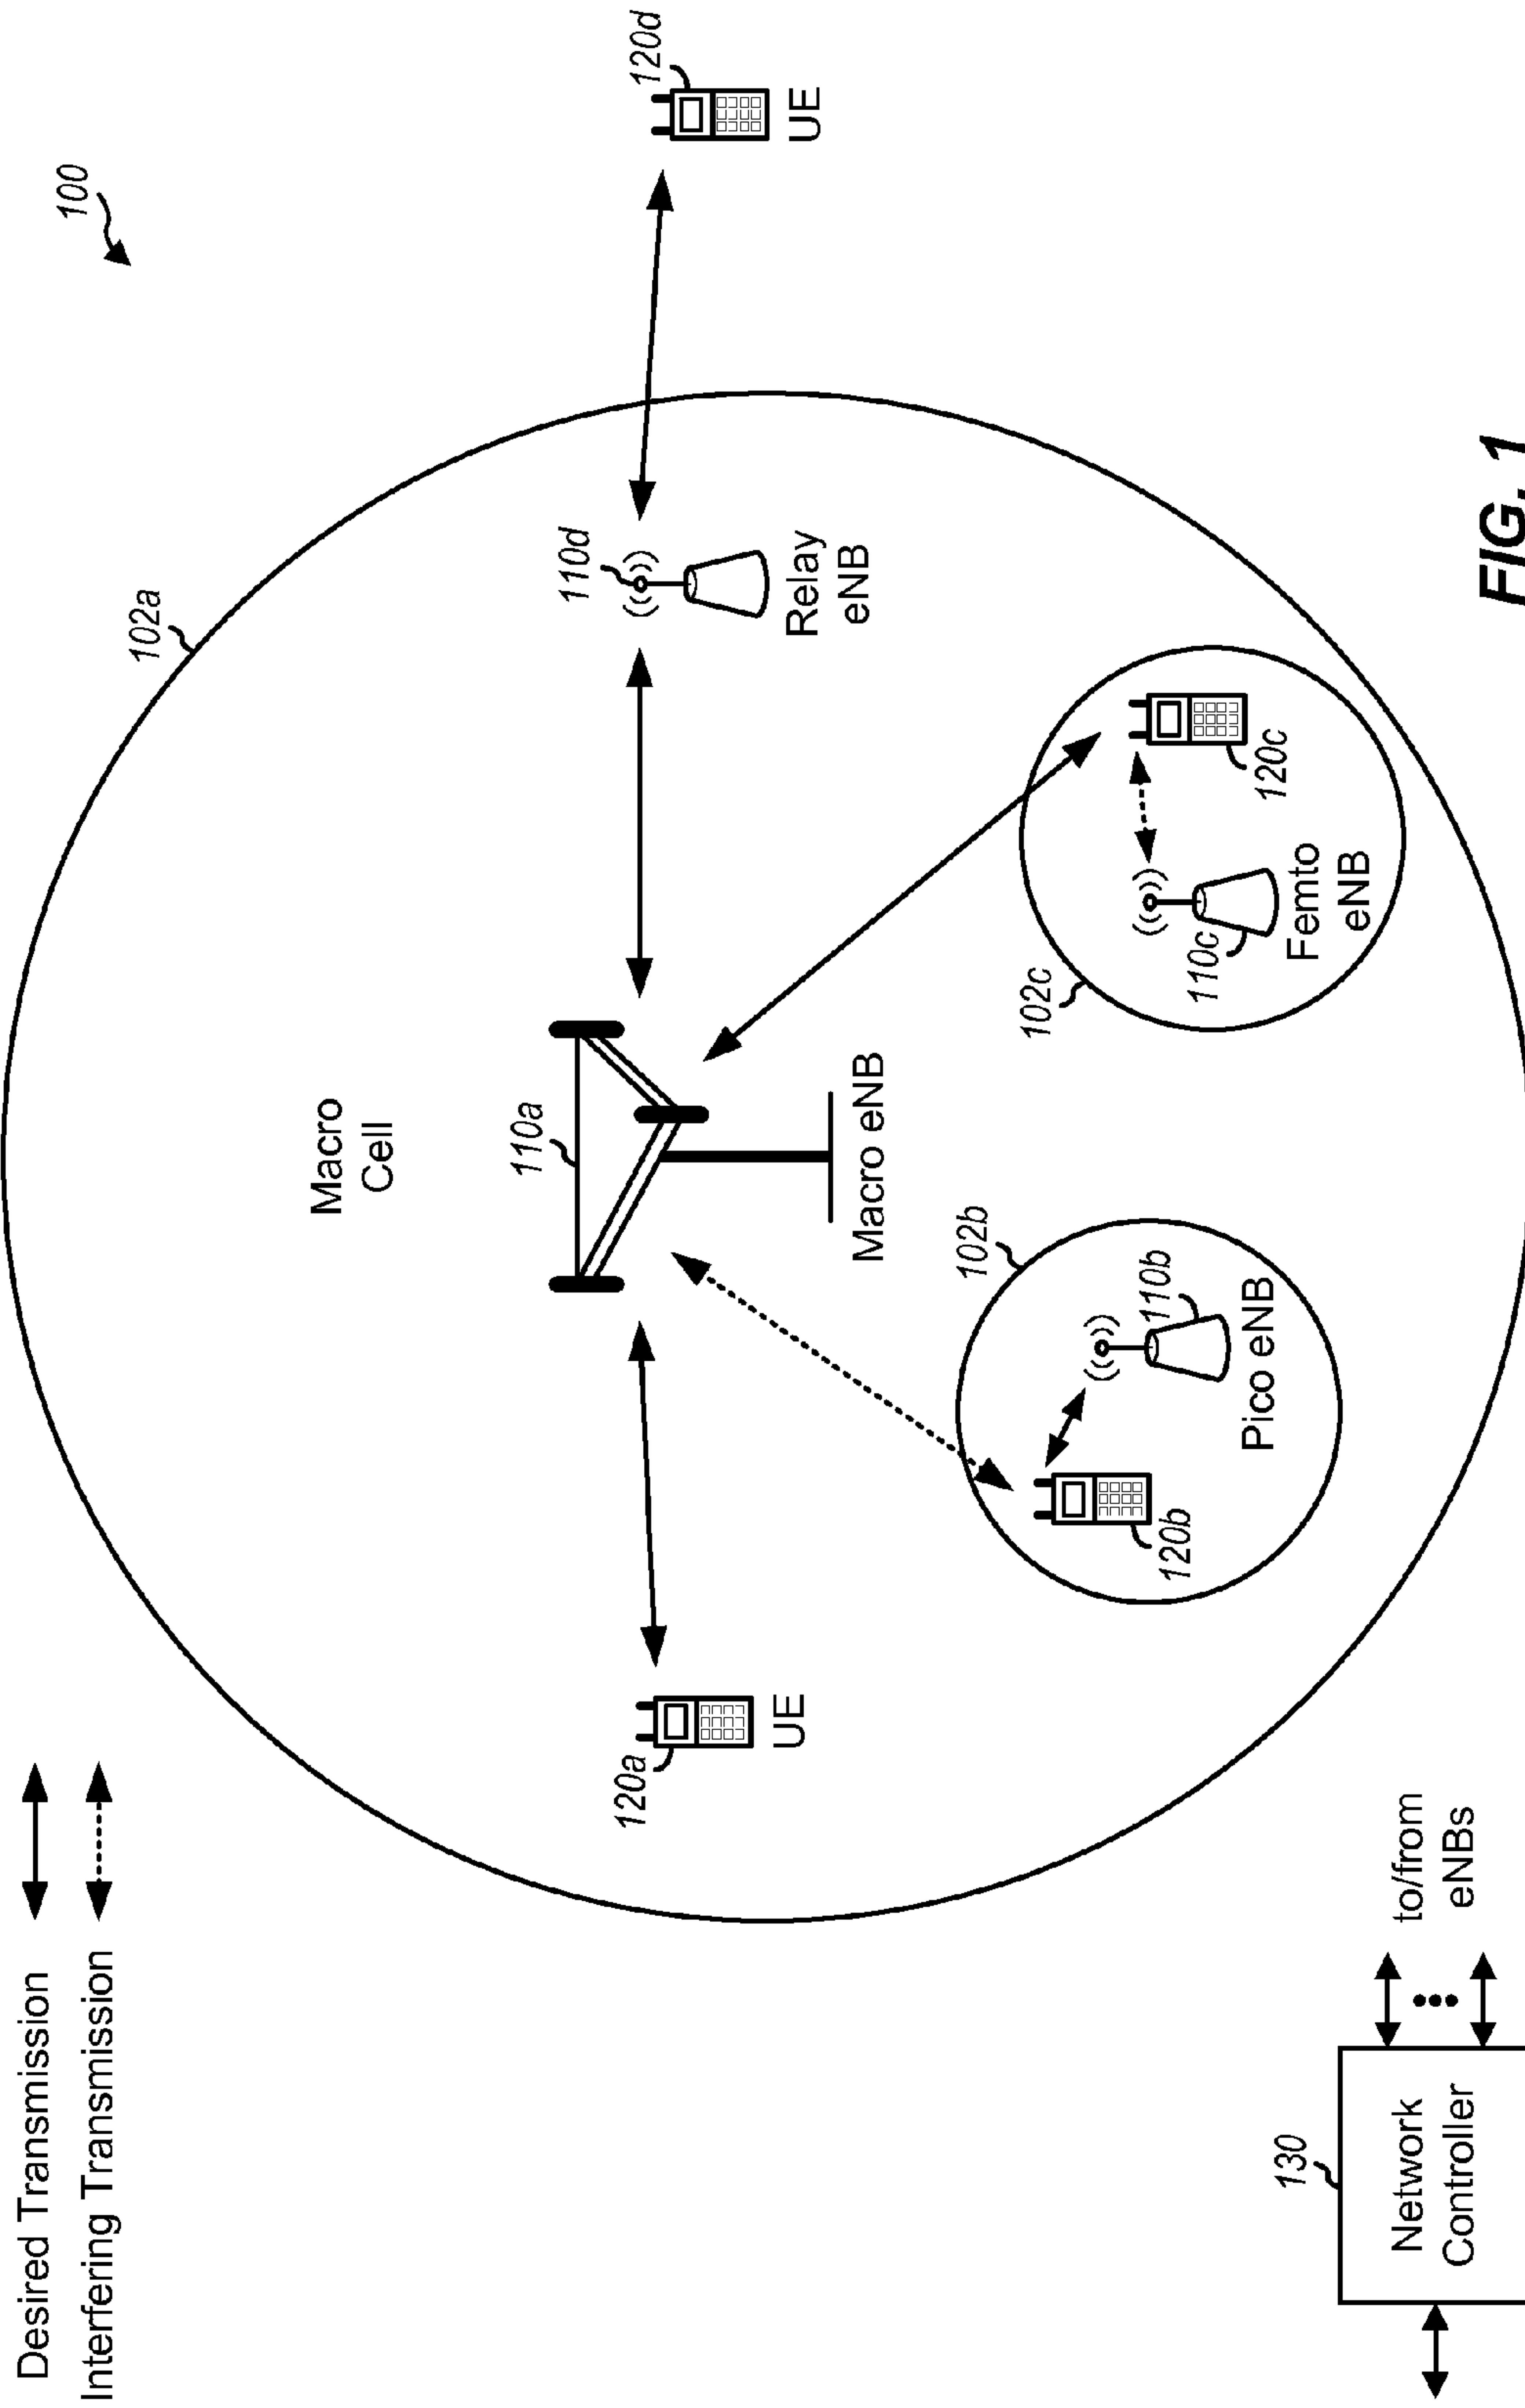 Desired Transmission
Interfering Transmission
100
102a
Macro
Cell
110a
110d
120a
UE
Macro eNB
Relay
eNB
120d
UE
102b
102c
120b
110b
Pico eNB
110c
Femto
eNB
120c
130
Network
Controller
to/from
eNBs
FIG. 1